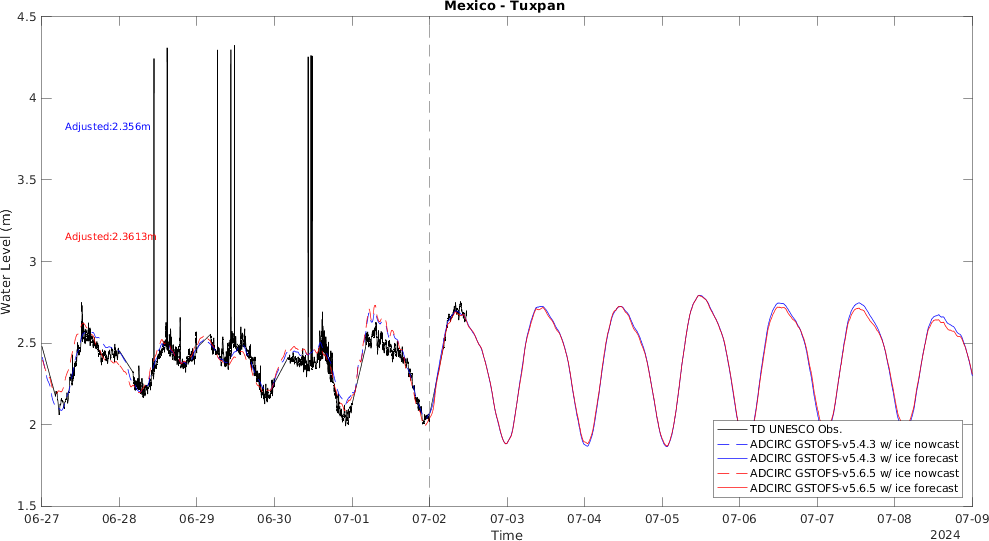 Mexico - Tuxpan
4.5
4
3.5
3
2.5
2
1.5
Water Level (m)
Adjusted:2.356m
Adjusted:2.3613m
TD UNESCO Obs.
ADCIRC GSTOFS-v5.4.3 w/ ice nowcast
ADCIRC GSTOFS-v5.4.3 w/ ice forecast
ADCIRC GSTOFS-v5.6.5 w/ ice nowcast
ADCIRC GSTOFS-v5.6.5 w/ ice forecast
06-27 06-28 06-29 06-30 07-01 07-02 07-03 07-04 07-05 07-06 07-07 07-08 07-09
Time
2024